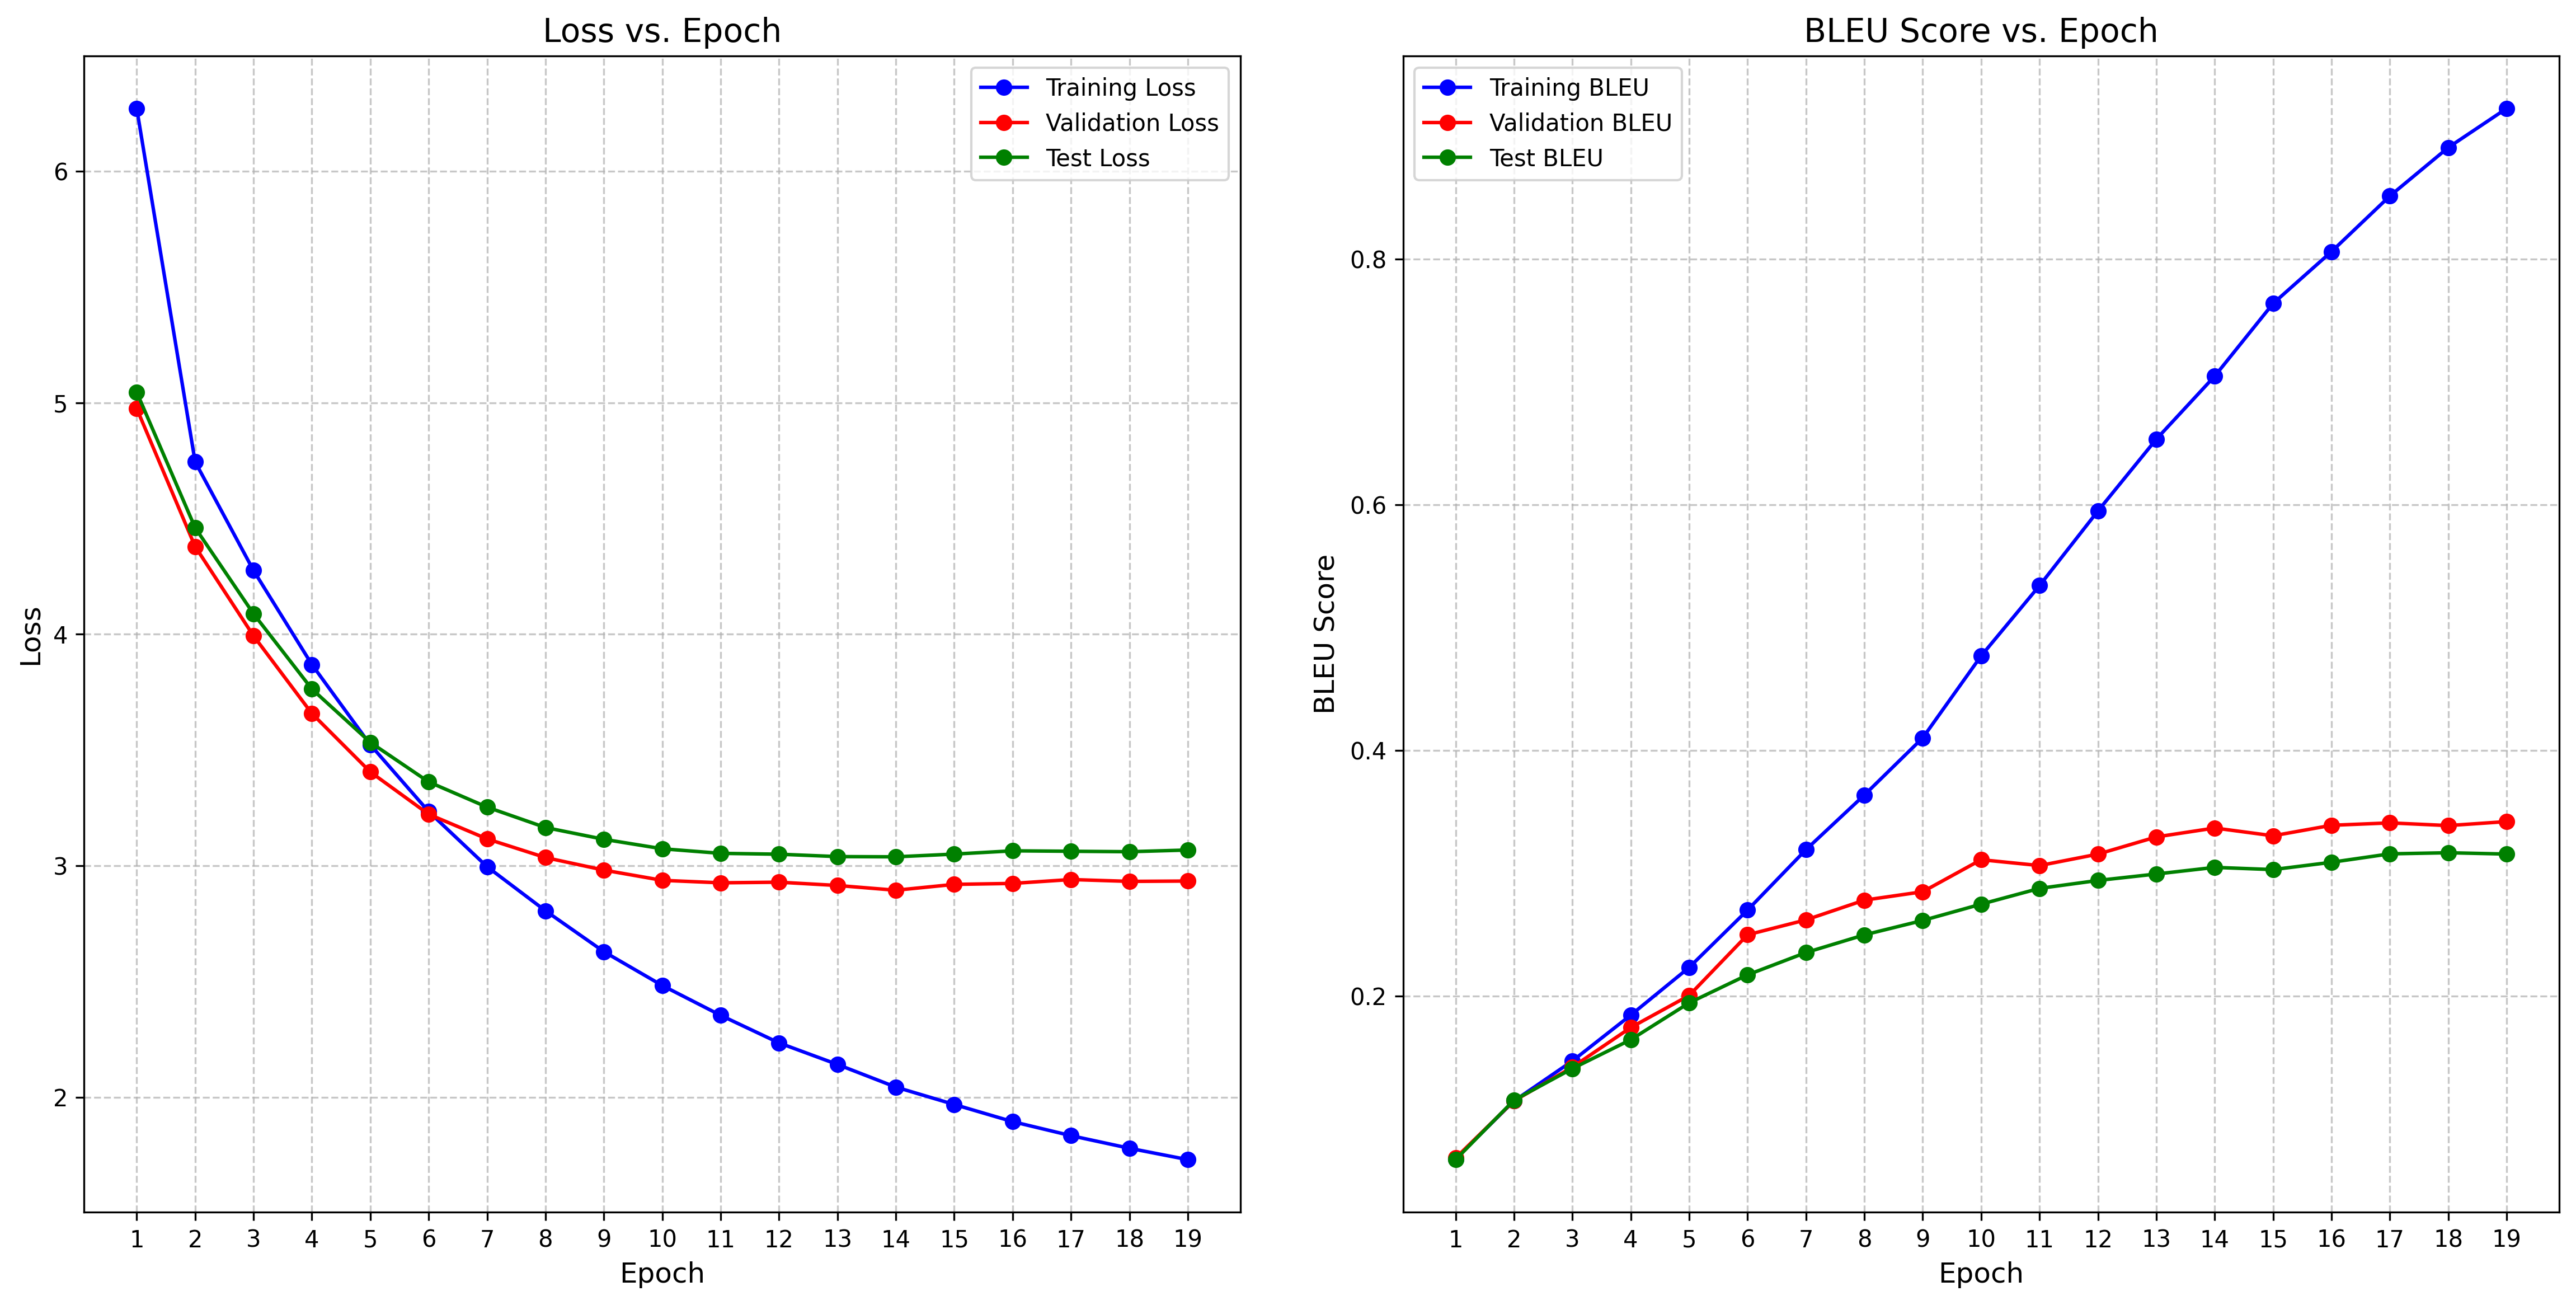 Loss vs. Epoch
Training Loss
Validation Loss
Test Loss
6
5
4
3
2
Loss
1 2 3 4 5 6 7 8 9 10 11 12 13 14 15 16 17 18 19
Epoch
BLEU Score vs. Epoch
Training BLEU
Validation BLEU
Test BLEU
0.8
0.6
0.4
0.2
BLEU Score
1 2 3 4 5 6 7 8 9 10 11 12 13 14 15 16 17 18 19
Epoch